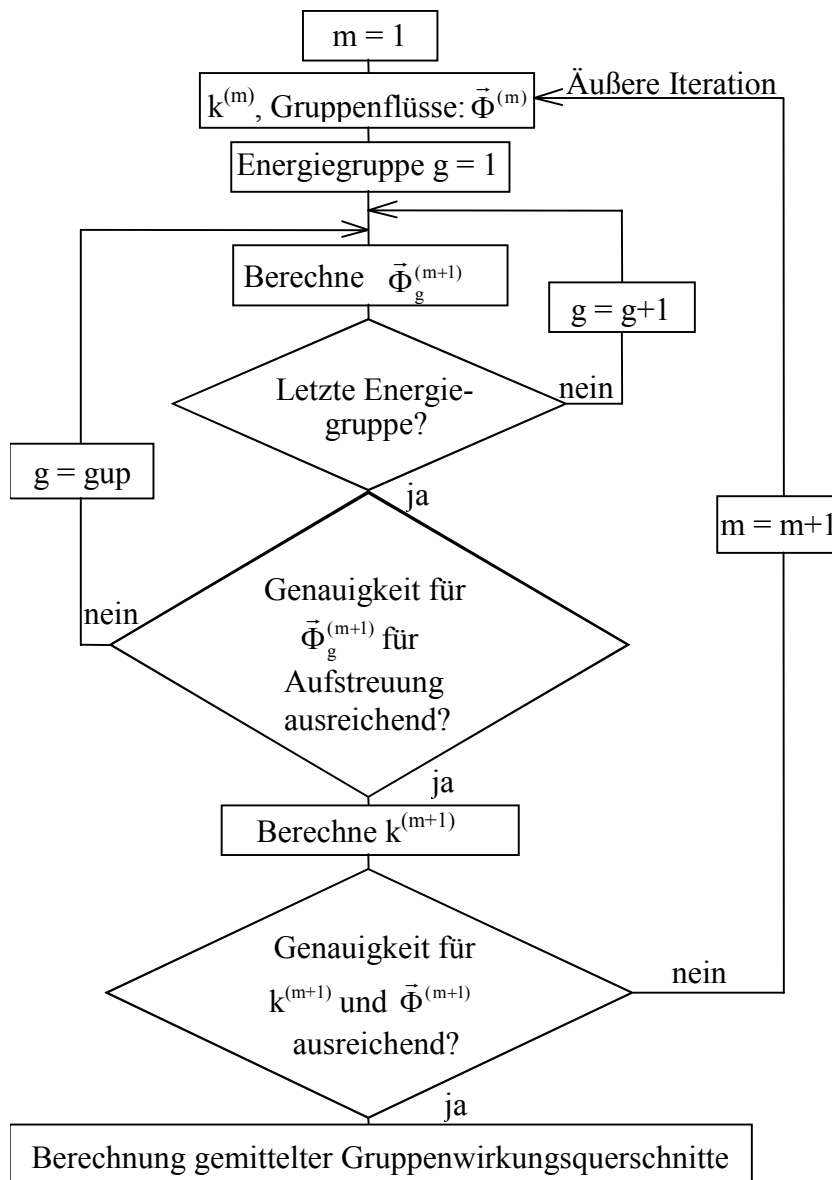 m = 1
Äußere Iteration
k^(m), Gruppenflüsse: Φ⃗^(m)
Energiegruppe g = 1
Berechne Φ⃗_g^(m+1)
g = g+1
Letzte Energie-
gruppe?
nein
g = gup
ja
m = m+1
nein
Genauigkeit für
Φ⃗_g^(m+1) für
Aufstreuung
ausreichend?
ja
Berechne k^(m+1)
Genauigkeit für
k^(m+1) und Φ⃗^(m+1)
ausreichend?
nein
ja
Berechnung gemittelter Gruppenwirkungsquerschnitte